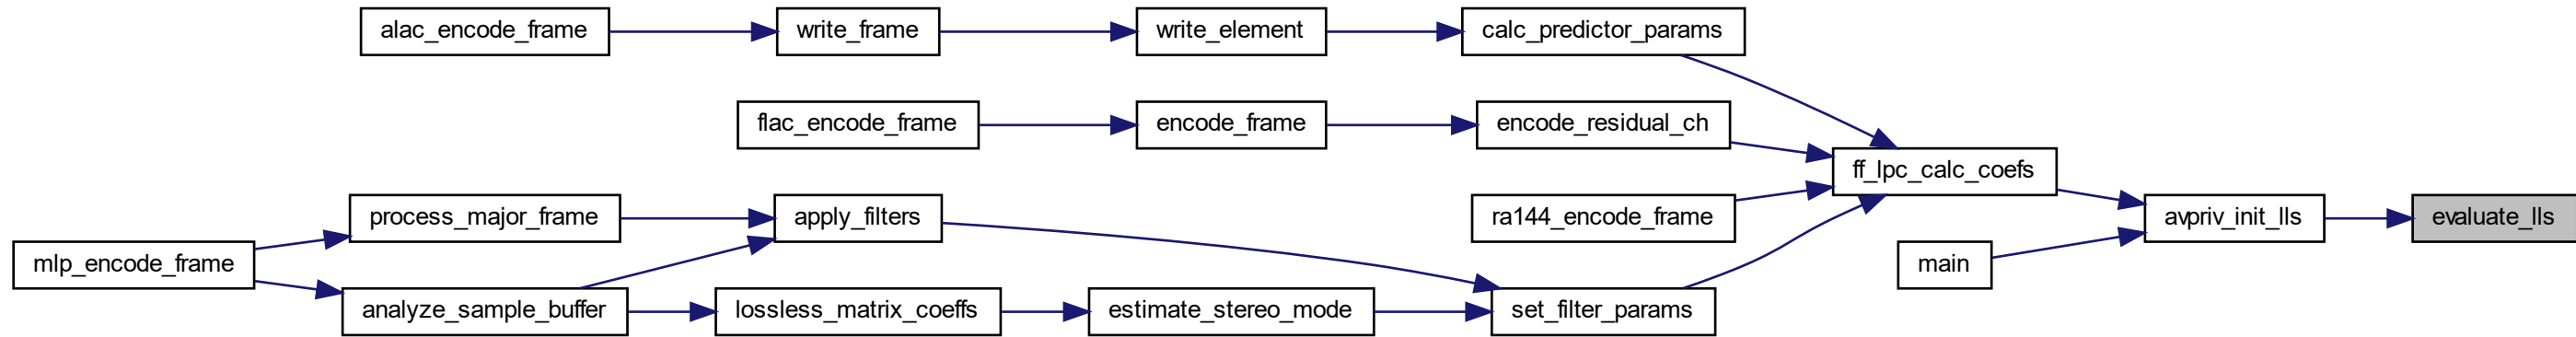 alac_encode_frame
write_frame
write_element
calc_predictor_params
flac_encode_frame
encode_frame
encode_residual_ch
ff_lpc_calc_coefs
process_major_frame
apply_filters
ra144_encode_frame
avpriv_init_lls
evaluate_lls
mlp_encode_frame
main
analyze_sample_buffer
lossless_matrix_coeffs
estimate_stereo_mode
set_filter_params